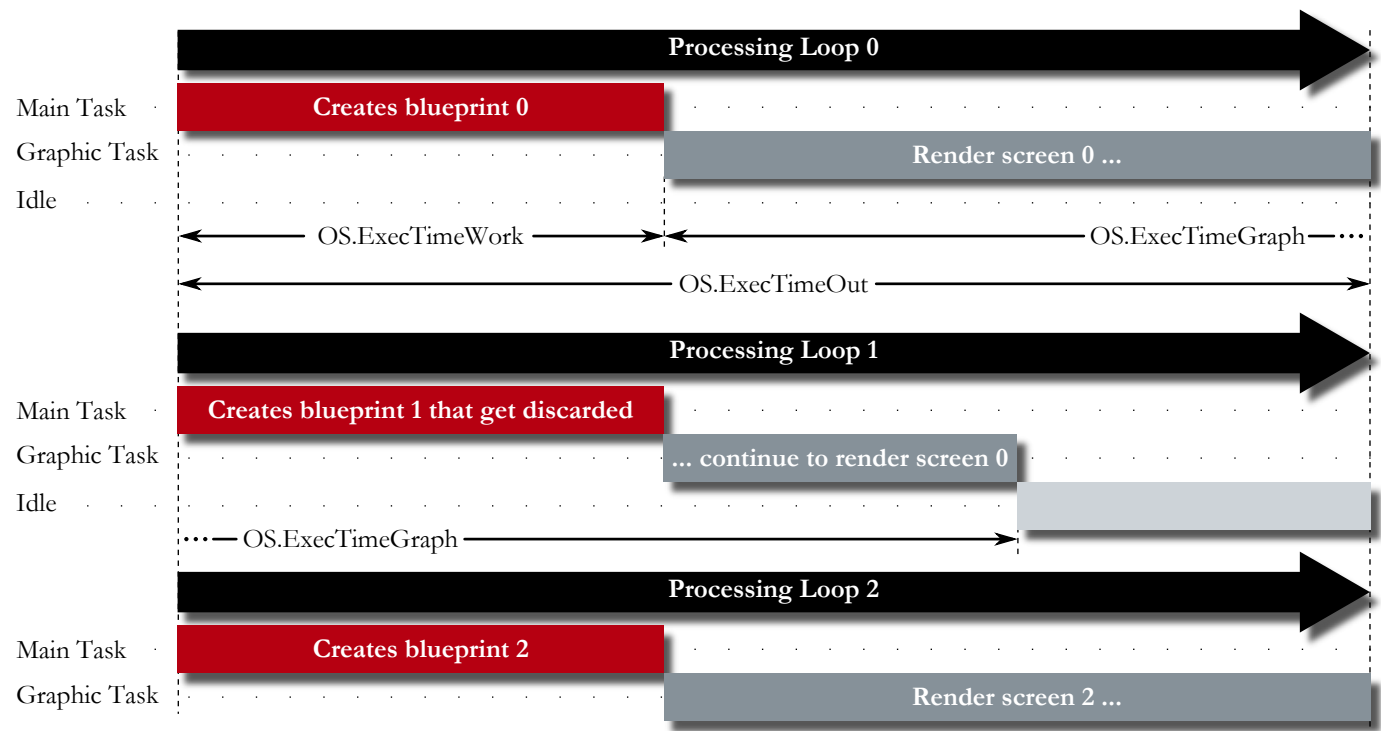 Processing Loop 0
Main Task Creates blueprint 0
Graphic Task Render screen 0 ...
Idle
OS.ExecTimeWork OS.ExecTimeGraph
OS.ExecTimeOut
Processing Loop 1
Main Task Creates blueprint 1 that get discarded
Graphic Task ... continue to render screen 0
Idle
OS.ExecTimeGraph
Processing Loop 2
Main Task Creates blueprint 2
Graphic Task Render screen 2 ...